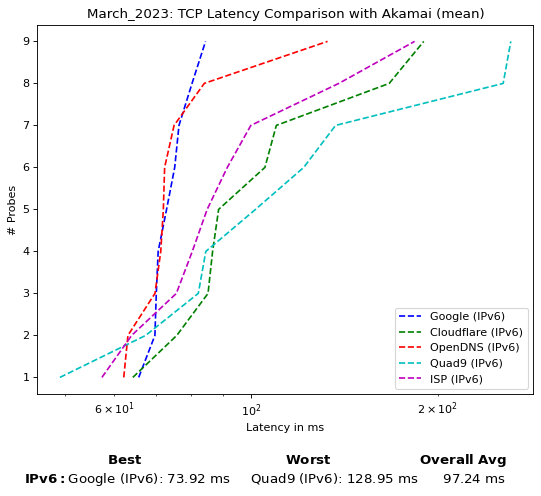 March_2023: TCP Latency Comparison with Akamai (mean)
9
8
7
6
5
4
3
2
1
# Probes
Google (IPv6)
Cloudflare (IPv6)
OpenDNS (IPv6)
Quad9 (IPv6)
ISP (IPv6)
6 × 10¹
10²
2 × 10²
Latency in ms
Best Worst Overall Avg
IPv6: Google (IPv6): 73.92 ms Quad9 (IPv6): 128.95 ms 97.24 ms